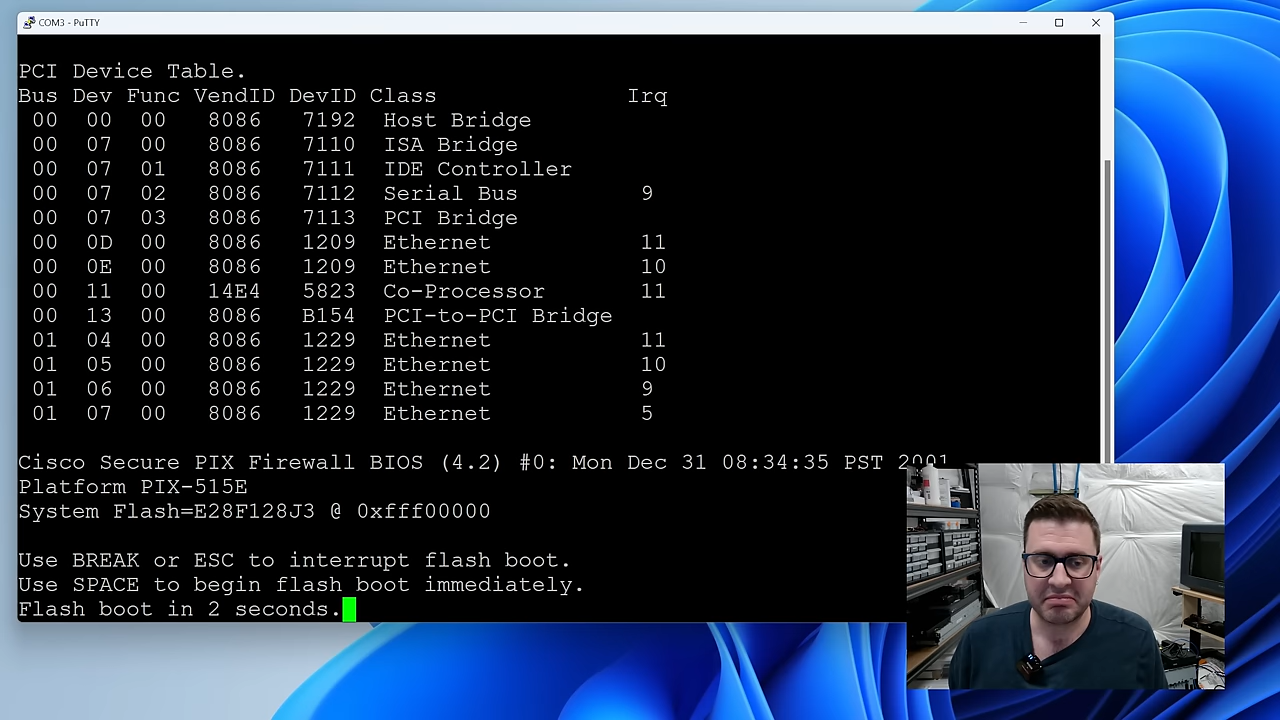 COM3 - PuTTY
PCI Device Table.
Bus Dev Func VendID DevID Class Irq
00 00 00 8086 7192 Host Bridge
00 07 00 8086 7110 ISA Bridge
00 07 01 8086 7111 IDE Controller
00 07 02 8086 7112 Serial Bus 9
00 07 03 8086 7113 PCI Bridge
00 0D 00 8086 1209 Ethernet 11
00 0E 00 8086 1209 Ethernet 10
00 11 00 14E4 5823 Co-Processor 11
00 13 00 8086 B154 PCI-to-PCI Bridge
01 04 00 8086 1229 Ethernet 11
01 05 00 8086 1229 Ethernet 10
01 06 00 8086 1229 Ethernet 9
01 07 00 8086 1229 Ethernet 5
Cisco Secure PIX Firewall BIOS (4.2) #0: Mon Dec 31 08:34:35 PST 2001
Platform PIX-515E
System Flash=E28F128J3 @ 0xfff00000
Use BREAK or ESC to interrupt flash boot.
Use SPACE to begin flash boot immediately.
Flash boot in 2 seconds.